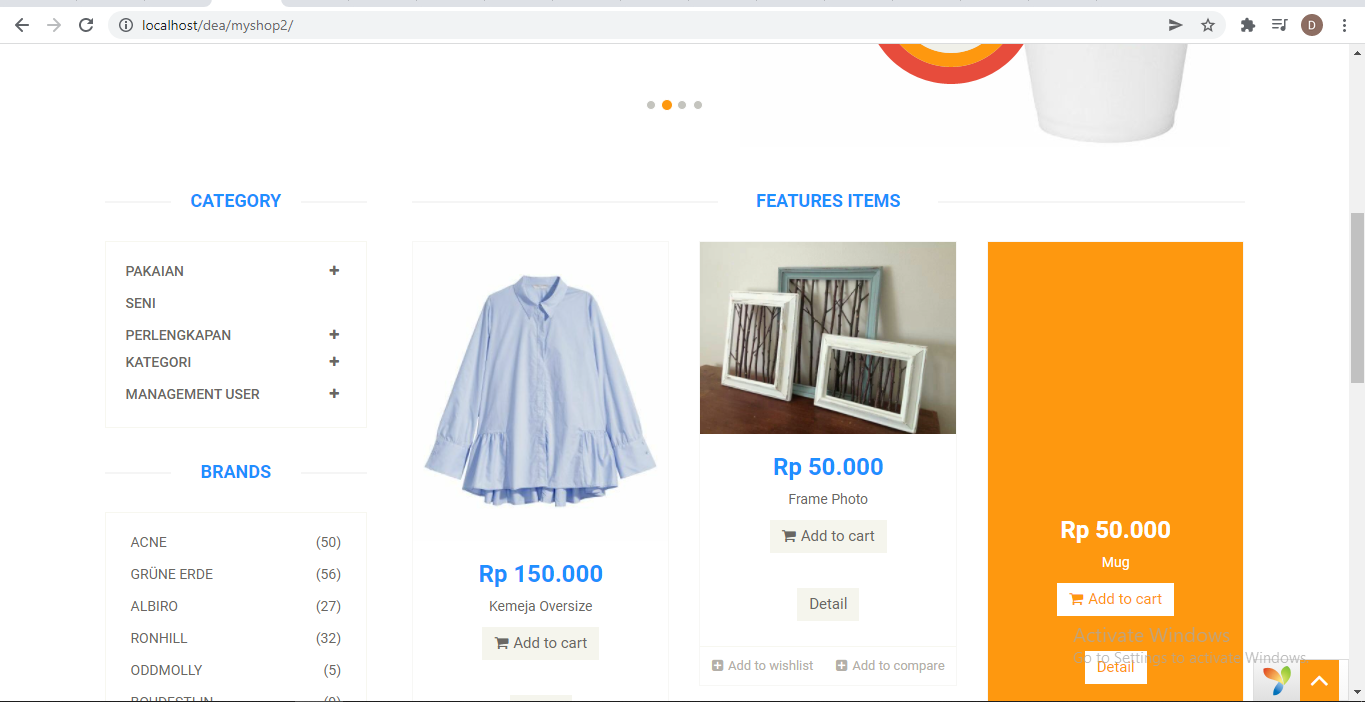 localhost/dea/myshop2/
D
CATEGORY
PAKAIAN
SENI
PERLENGKAPAN
KATEGORI
MANAGEMENT USER
BRANDS
ACNE (50)
GRÜNE ERDE (56)
ALBIRO (27)
RONHILL (32)
ODDMOLLY (5)
FEATURES ITEMS
Rp 150.000
Kemeja Oversize
Add to cart
Rp 50.000
Frame Photo
Add to cart
Detail
Add to wishlist Add to compare
Rp 50.000
Mug
Add to cart
Detail
Activate Windows
Go to Settings to activate Windows.